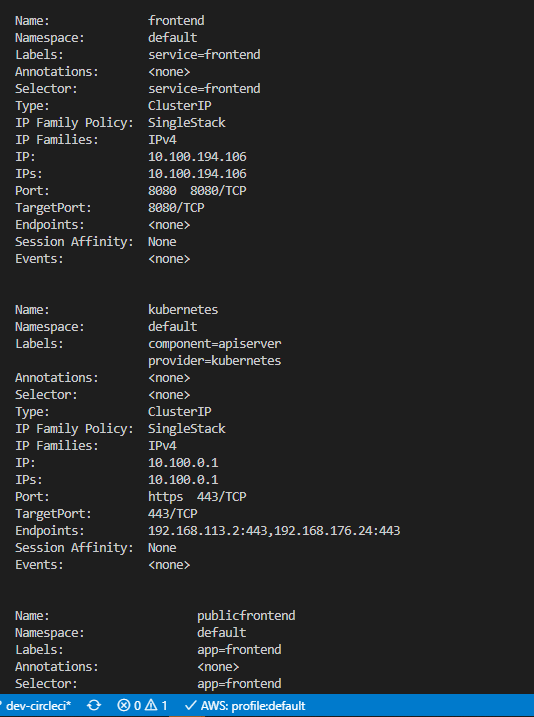 Name: frontend
Namespace: default
Labels: service=frontend
Annotations: <none>
Selector: service=frontend
Type: ClusterIP
IP Family Policy: SingleStack
IP Families: IPv4
IP: 10.100.194.106
IPs: 10.100.194.106
Port: 8080 8080/TCP
TargetPort: 8080/TCP
Endpoints: <none>
Session Affinity: None
Events: <none>
Name: kubernetes
Namespace: default
Labels: component=apiserver
provider=kubernetes
Annotations: <none>
Selector: <none>
Type: ClusterIP
IP Family Policy: SingleStack
IP Families: IPv4
IP: 10.100.0.1
IPs: 10.100.0.1
Port: https 443/TCP
TargetPort: 443/TCP
Endpoints: 192.168.113.2:443,192.168.176.24:443
Session Affinity: None
Events: <none>
Name: publicfrontend
Namespace: default
Labels: app=frontend
Annotations: <none>
Selector: app=frontend
dev-circleci* 0 1 AWS: profile:default